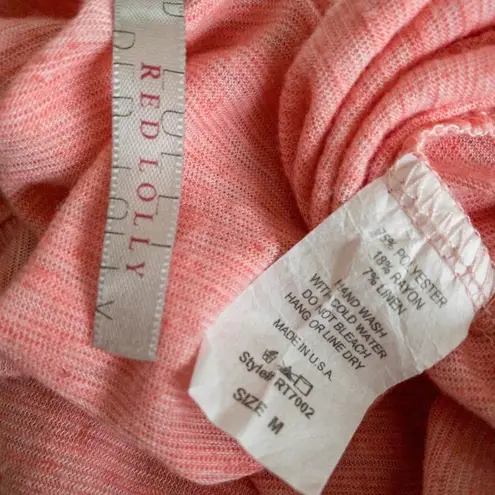 RED LOLLY
75% POLYESTER
18% RAYON
7% LINEN
HAND WASH
WITH COLD WATER
DO NOT BLEACH
HANG OR LINE DRY
MADE IN U.S.A.
Style# RT7002
SIZE M